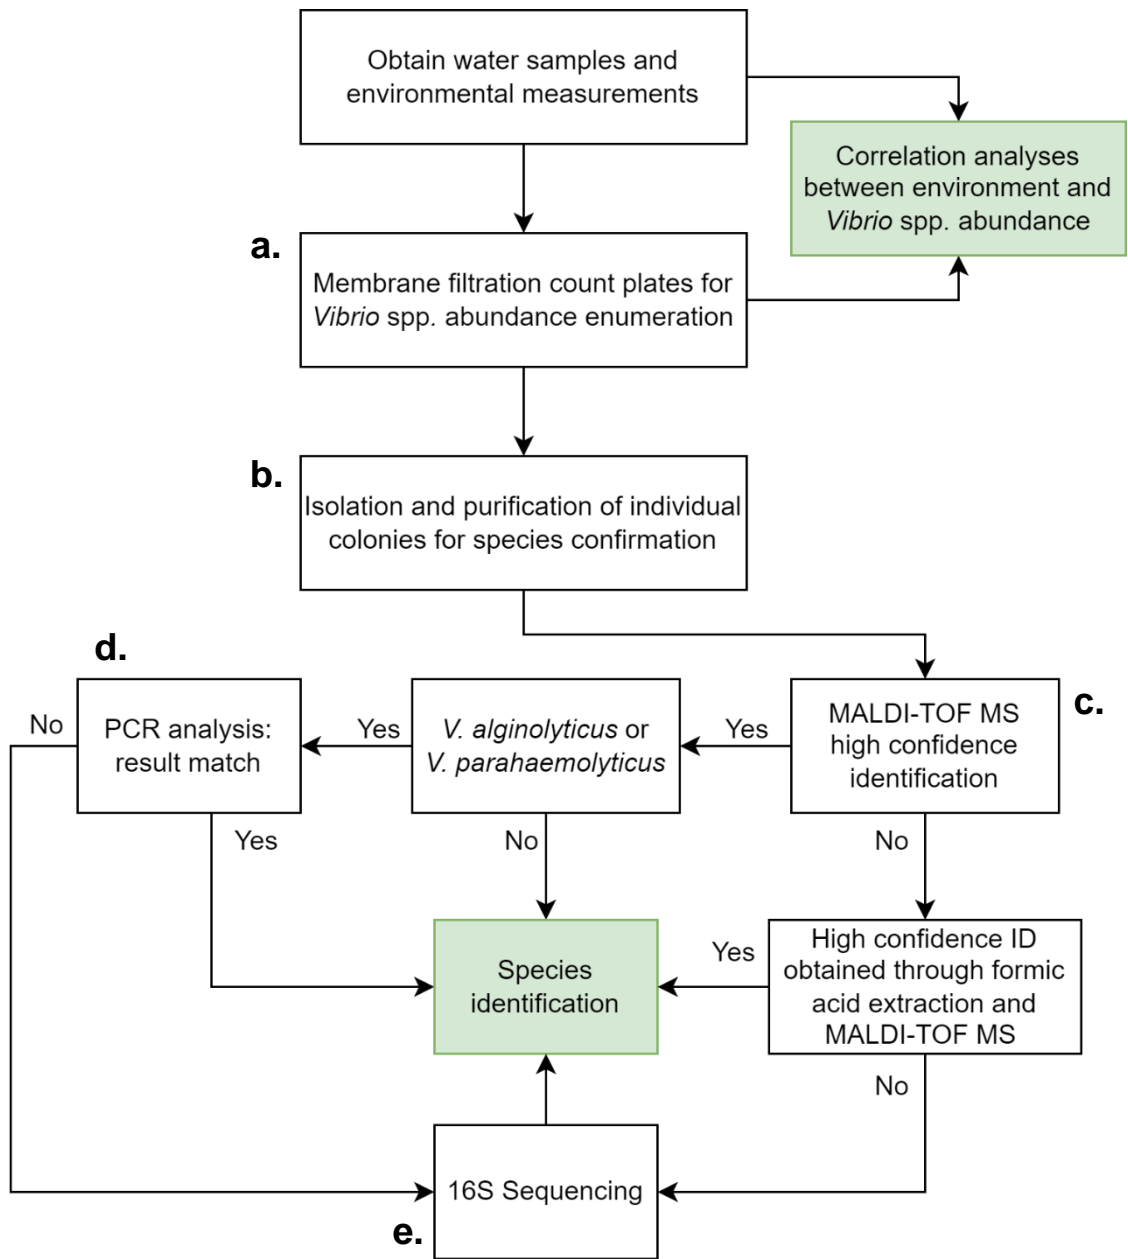 Obtain water samples and
environmental measurements
Correlation analyses
between environment and
Vibrio spp. abundance
a.
Membrane filtration count plates for
Vibrio spp. abundance enumeration
b.
Isolation and purification of individual
colonies for species confirmation
c.
MALDI-TOF MS
high confidence
identification
Yes
V. alginolyticus or
V. parahaemolyticus
Yes
d.
PCR analysis:
result match
No
Yes
No
No
High confidence ID
obtained through formic
acid extraction and
MALDI-TOF MS
Yes
Species
identification
No
16S Sequencing
e.